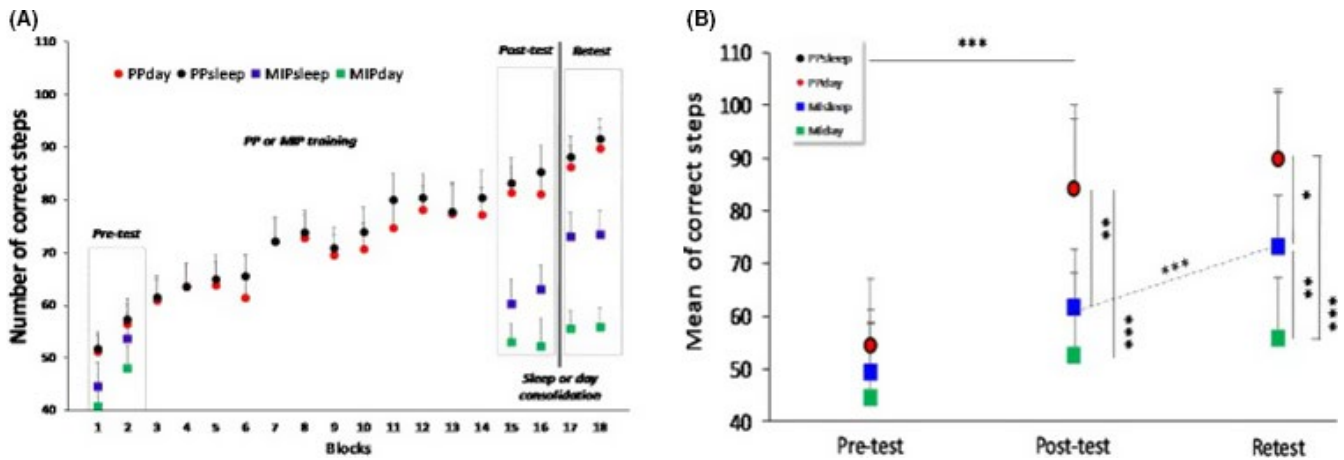 (A)
110
100
90
80
70
60
50
40
Number of correct steps
PPday PPsleep MIPsleep MIPday
Post-test Retest
PP or MIP training
Pre-test
Sleep or day
consolidation
1 2 3 4 5 6 7 8 9 10 11 12 13 14 15 16 17 18
Blocks
(B)
110
100
90
80
70
60
50
40
Mean of correct steps
PPsleep
PPday
MIsleep
MIday
***
**
***
***
*
**
***
Pre-test Post-test Retest